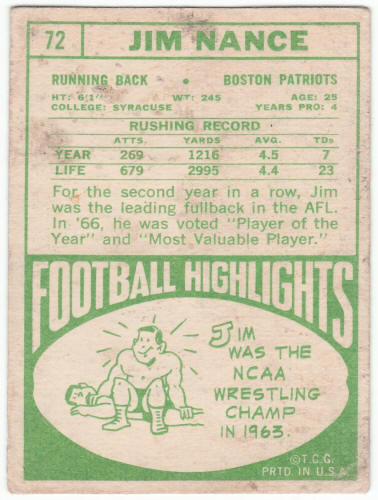 72 JIM NANCE
RUNNING BACK • BOSTON PATRIOTS
HT: 6'1" WT: 245 AGE: 25
COLLEGE: SYRACUSE YEARS PRO: 4
RUSHING RECORD
ATTS. YARDS AVG. TDs
YEAR 269 1216 4.5 7
LIFE 679 2995 4.4 23
For the second year in a row, Jim
was the leading fullback in the AFL.
In '66, he was voted "Player of
the Year" and "Most Valuable Player."
FOOTBALL HIGHLIGHTS
JIM
WAS THE
NCAA
WRESTLING
CHAMP
IN 1963.
©T.C.G.
PRTD. IN U.S.A.